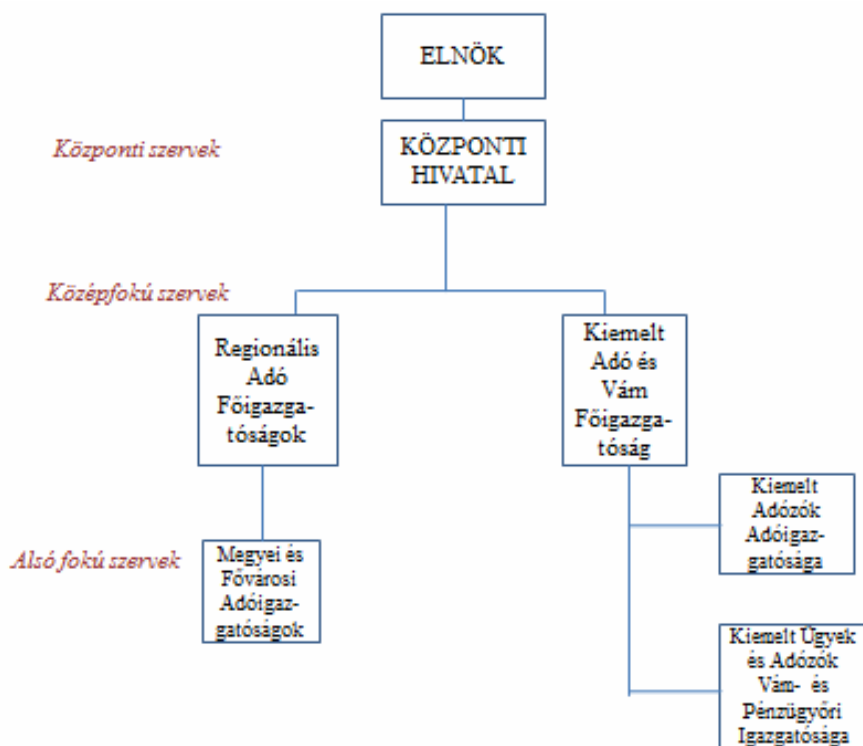 ELNÖK
Központi szervek
KÖZPONTI
HIVATAL
Középfokú szervek
Regionális
Adó
Főigazga-
tóságok
Kiemelt
Adó és
Vám
Főigazga-
tóság
Alsó fokú szervek
Megyei és
Fővárosi
Adóigaz-
gatóságok
Kiemelt
Adózók
Adóigaz-
gatósága
Kiemelt Ügyek
és Adózók
Vám- és
Pénzügyőri
Igazgatósága